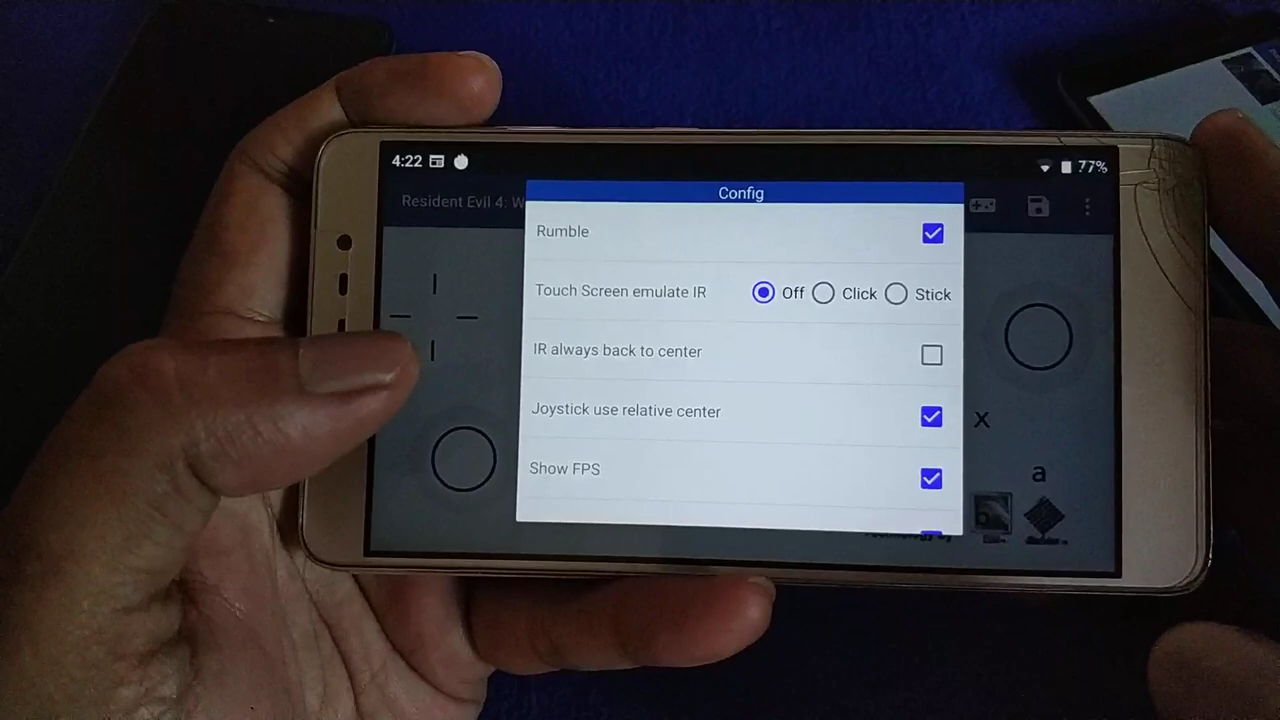 4:22
77%
Resident Evil 4: W
Config
Rumble
Touch Screen emulate IR Off Click Stick
IR always back to center
Joystick use relative center
Show FPS
x
a